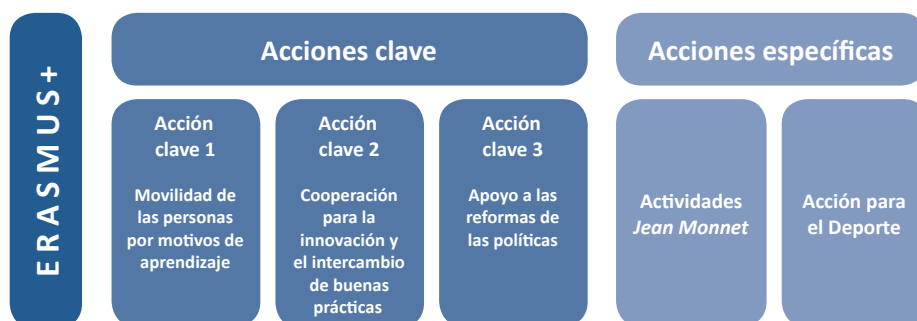 ERASMUS+
Acciones clave
Acción
clave 1
Movilidad de
las personas
por motivos de
aprendizaje
Acción
clave 2
Cooperación
para la
innovación y
el intercambio
de buenas
prácticas
Acción
clave 3
Apoyo a las
reformas de
las políticas
Acciones específicas
Actividades
Jean Monnet
Acción para
el Deporte